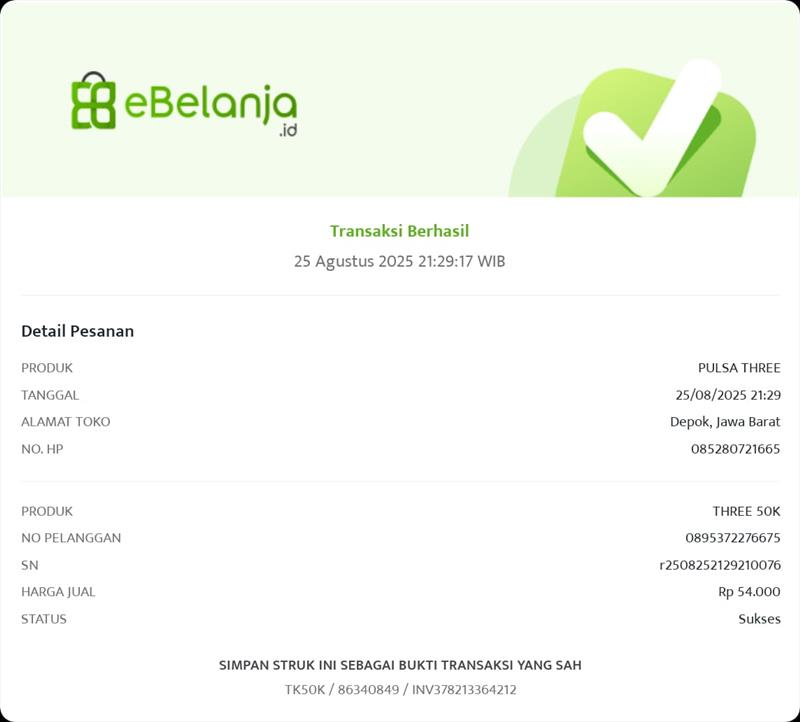 eBelanja
.id
Transaksi Berhasil
25 Agustus 2025 21:29:17 WIB
Detail Pesanan
PRODUK PULSA THREE
TANGGAL 25/08/2025 21:29
ALAMAT TOKO Depok, Jawa Barat
NO. HP 085280721665
PRODUK THREE 50K
NO PELANGGAN 0895372276675
SN r2508252129210076
HARGA JUAL Rp 54.000
STATUS Sukses
SIMPAN STRUK INI SEBAGAI BUKTI TRANSAKSI YANG SAH
TK50K / 86340849 / INV378213364212